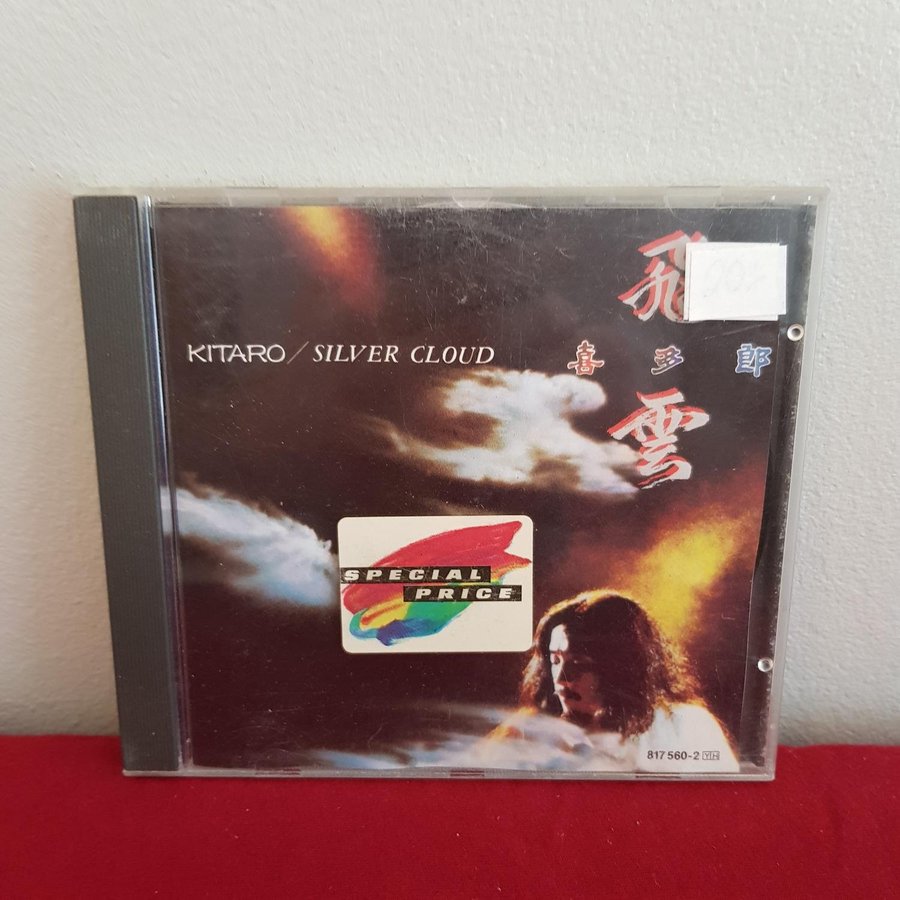 飛
KITARO / SILVER CLOUD
喜多郎
雲
SPECIAL
PRICE
817 560-2 Y H